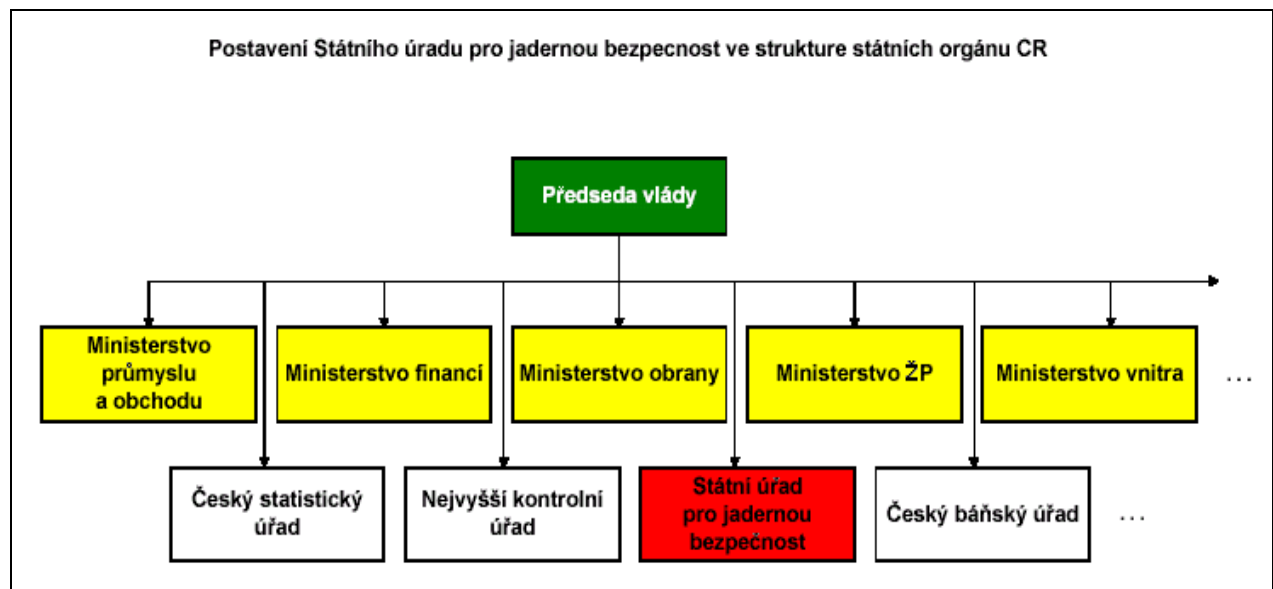 Postavení Státního úradu pro jadernou bezpecnost ve strukture státních orgánu CR
Předseda vlády
Ministerstvo
průmyslu
a obchodu
Ministerstvo financí
Ministerstvo obrany
Ministerstvo ŽP
Ministerstvo vnitra
...
Český statistický
úřad
Nejvyšší kontrolní
úřad
Státní úřad
pro jadernou
bezpečnost
Český báňský úřad
...